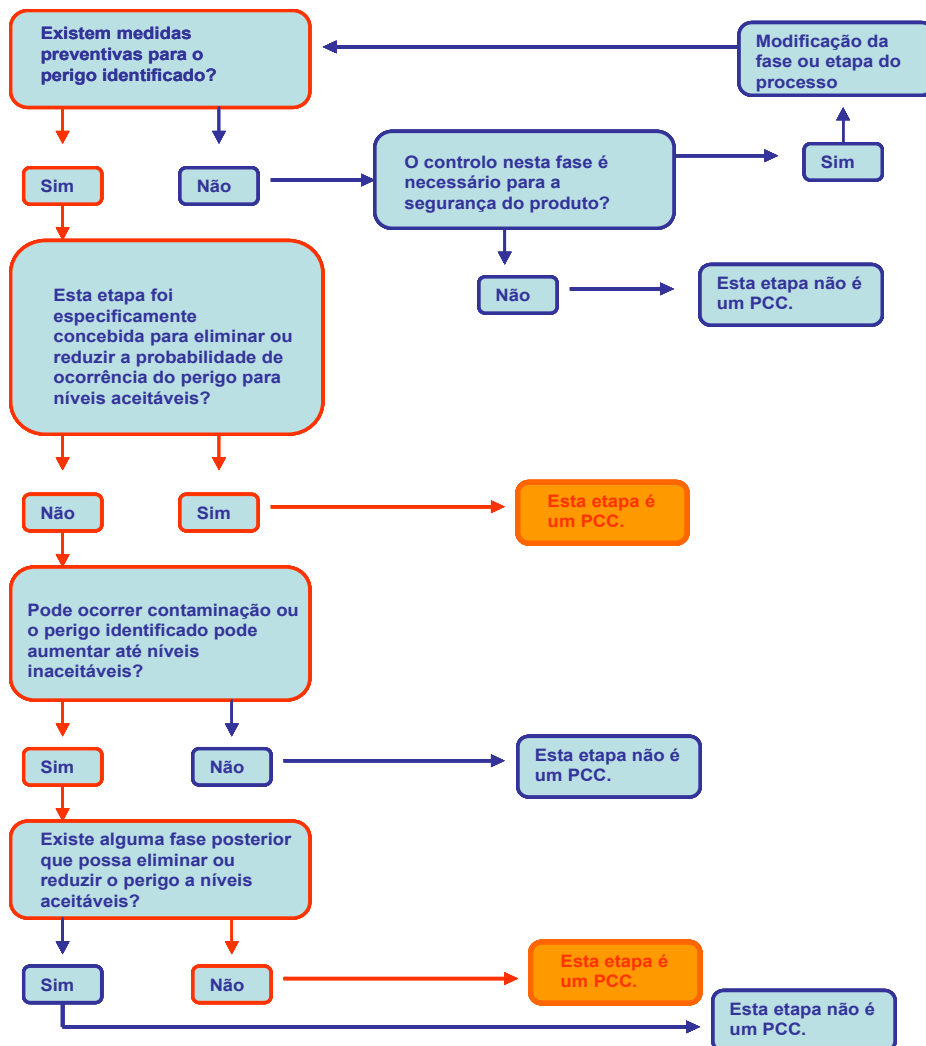 Existem medidas
preventivas para o
perigo identificado?
Modificação da
fase ou etapa do
processo
Sim
Não
O controlo nesta fase é
necessário para a
segurança do produto?
Sim
Não
Esta etapa não é
um PCC.
Esta etapa foi
especificamente
concebida para eliminar ou
reduzir a probabilidade de
ocorrência do perigo para
níveis aceitáveis?
Não
Sim
Esta etapa é
um PCC.
Pode ocorrer contaminação ou
o perigo identificado pode
aumentar até níveis
inaceitáveis?
Sim
Não
Esta etapa não é
um PCC.
Existe alguma fase posterior
que possa eliminar ou
reduzir o perigo a níveis
aceitáveis?
Sim
Não
Esta etapa é
um PCC.
Esta etapa não é
um PCC.